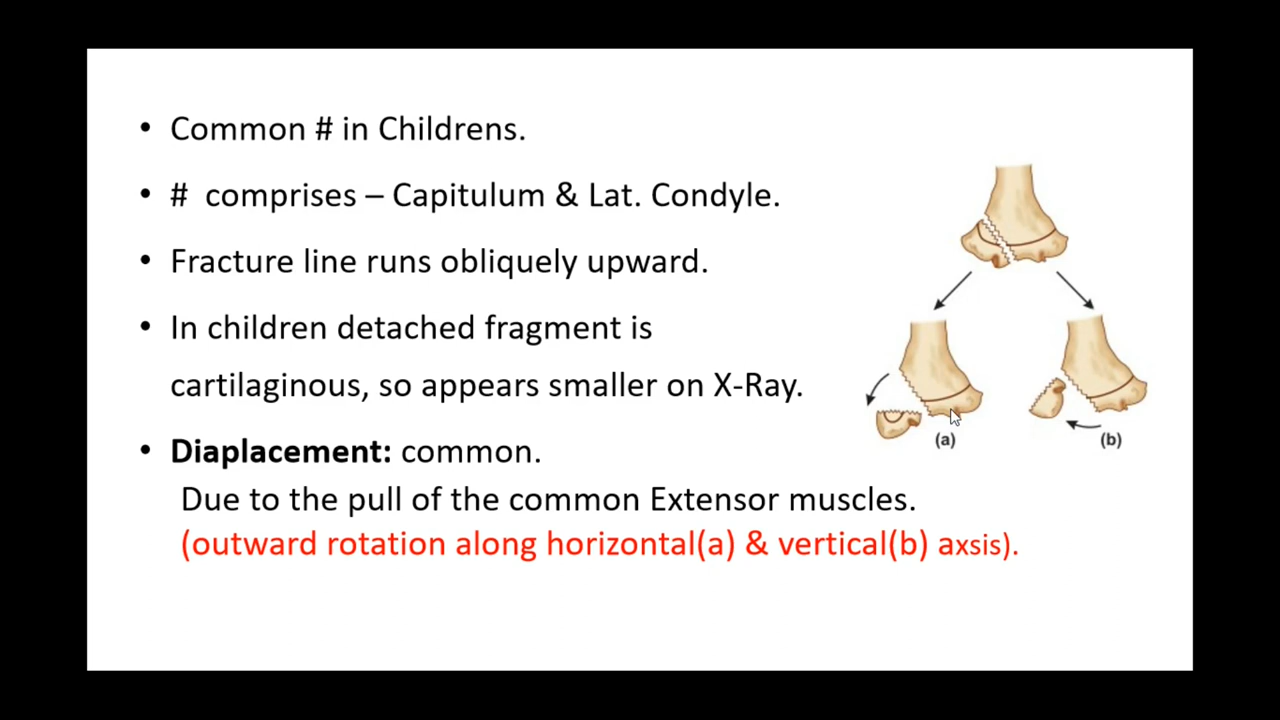 • Common # in Childrens.
• # comprises – Capitulum & Lat. Condyle.
• Fracture line runs obliquely upward.
• In children detached fragment is
cartilaginous, so appears smaller on X-Ray.
• Diaplacement: common.
Due to the pull of the common Extensor muscles.
(outward rotation along horizontal(a) & vertical(b) axsis).
(a)
(b)